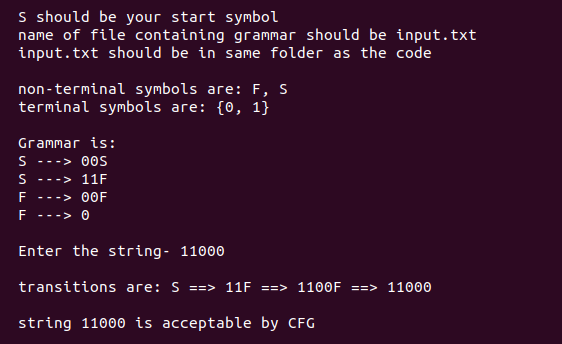 S should be your start symbol
name of file containing grammar should be input.txt
input.txt should be in same folder as the code
non-terminal symbols are: F, S
terminal symbols are: {0, 1}
Grammar is:
S ---> 00S
S ---> 11F
F ---> 00F
F ---> 0
Enter the string- 11000
transitions are: S ==> 11F ==> 1100F ==> 11000
string 11000 is acceptable by CFG